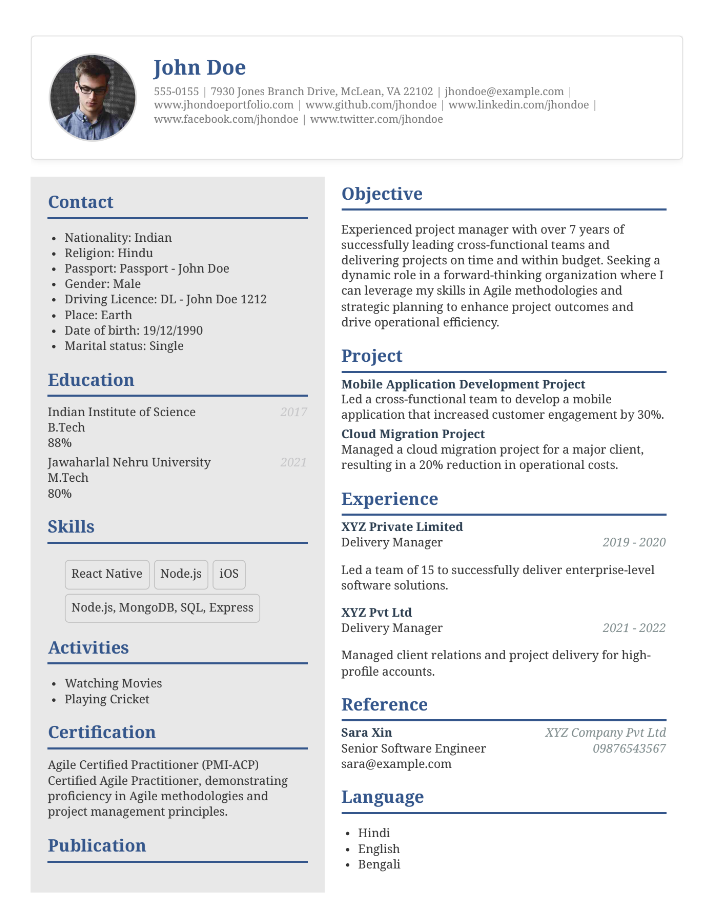 John Doe
555-0155 | 7930 Jones Branch Drive, McLean, VA 22102 | jhondoe@example.com |
www.jhondoeportfolio.com | www.github.com/jhondoe | www.linkedin.com/jhondoe |
www.facebook.com/jhondoe | www.twitter.com/jhondoe
Contact
• Nationality: Indian
• Religion: Hindu
• Passport: Passport - John Doe
• Gender: Male
• Driving Licence: DL - John Doe 1212
• Place: Earth
• Date of birth: 19/12/1990
• Marital status: Single
Education
Indian Institute of Science 2017
B.Tech
88%
Jawaharlal Nehru University 2021
M.Tech
80%
Skills
React Native Node.js iOS
Node.js, MongoDB, SQL, Express
Activities
• Watching Movies
• Playing Cricket
Certification
Agile Certified Practitioner (PMI-ACP)
Certified Agile Practitioner, demonstrating
proficiency in Agile methodologies and
project management principles.
Publication
Objective
Experienced project manager with over 7 years of
successfully leading cross-functional teams and
delivering projects on time and within budget. Seeking a
dynamic role in a forward-thinking organization where I
can leverage my skills in Agile methodologies and
strategic planning to enhance project outcomes and
drive operational efficiency.
Project
Mobile Application Development Project
Led a cross-functional team to develop a mobile
application that increased customer engagement by 30%.
Cloud Migration Project
Managed a cloud migration project for a major client,
resulting in a 20% reduction in operational costs.
Experience
XYZ Private Limited
Delivery Manager 2019 - 2020
Led a team of 15 to successfully deliver enterprise-level
software solutions.
XYZ Pvt Ltd
Delivery Manager 2021 - 2022
Managed client relations and project delivery for high-
profile accounts.
Reference
Sara Xin XYZ Company Pvt Ltd
Senior Software Engineer 09876543567
sara@example.com
Language
• Hindi
• English
• Bengali